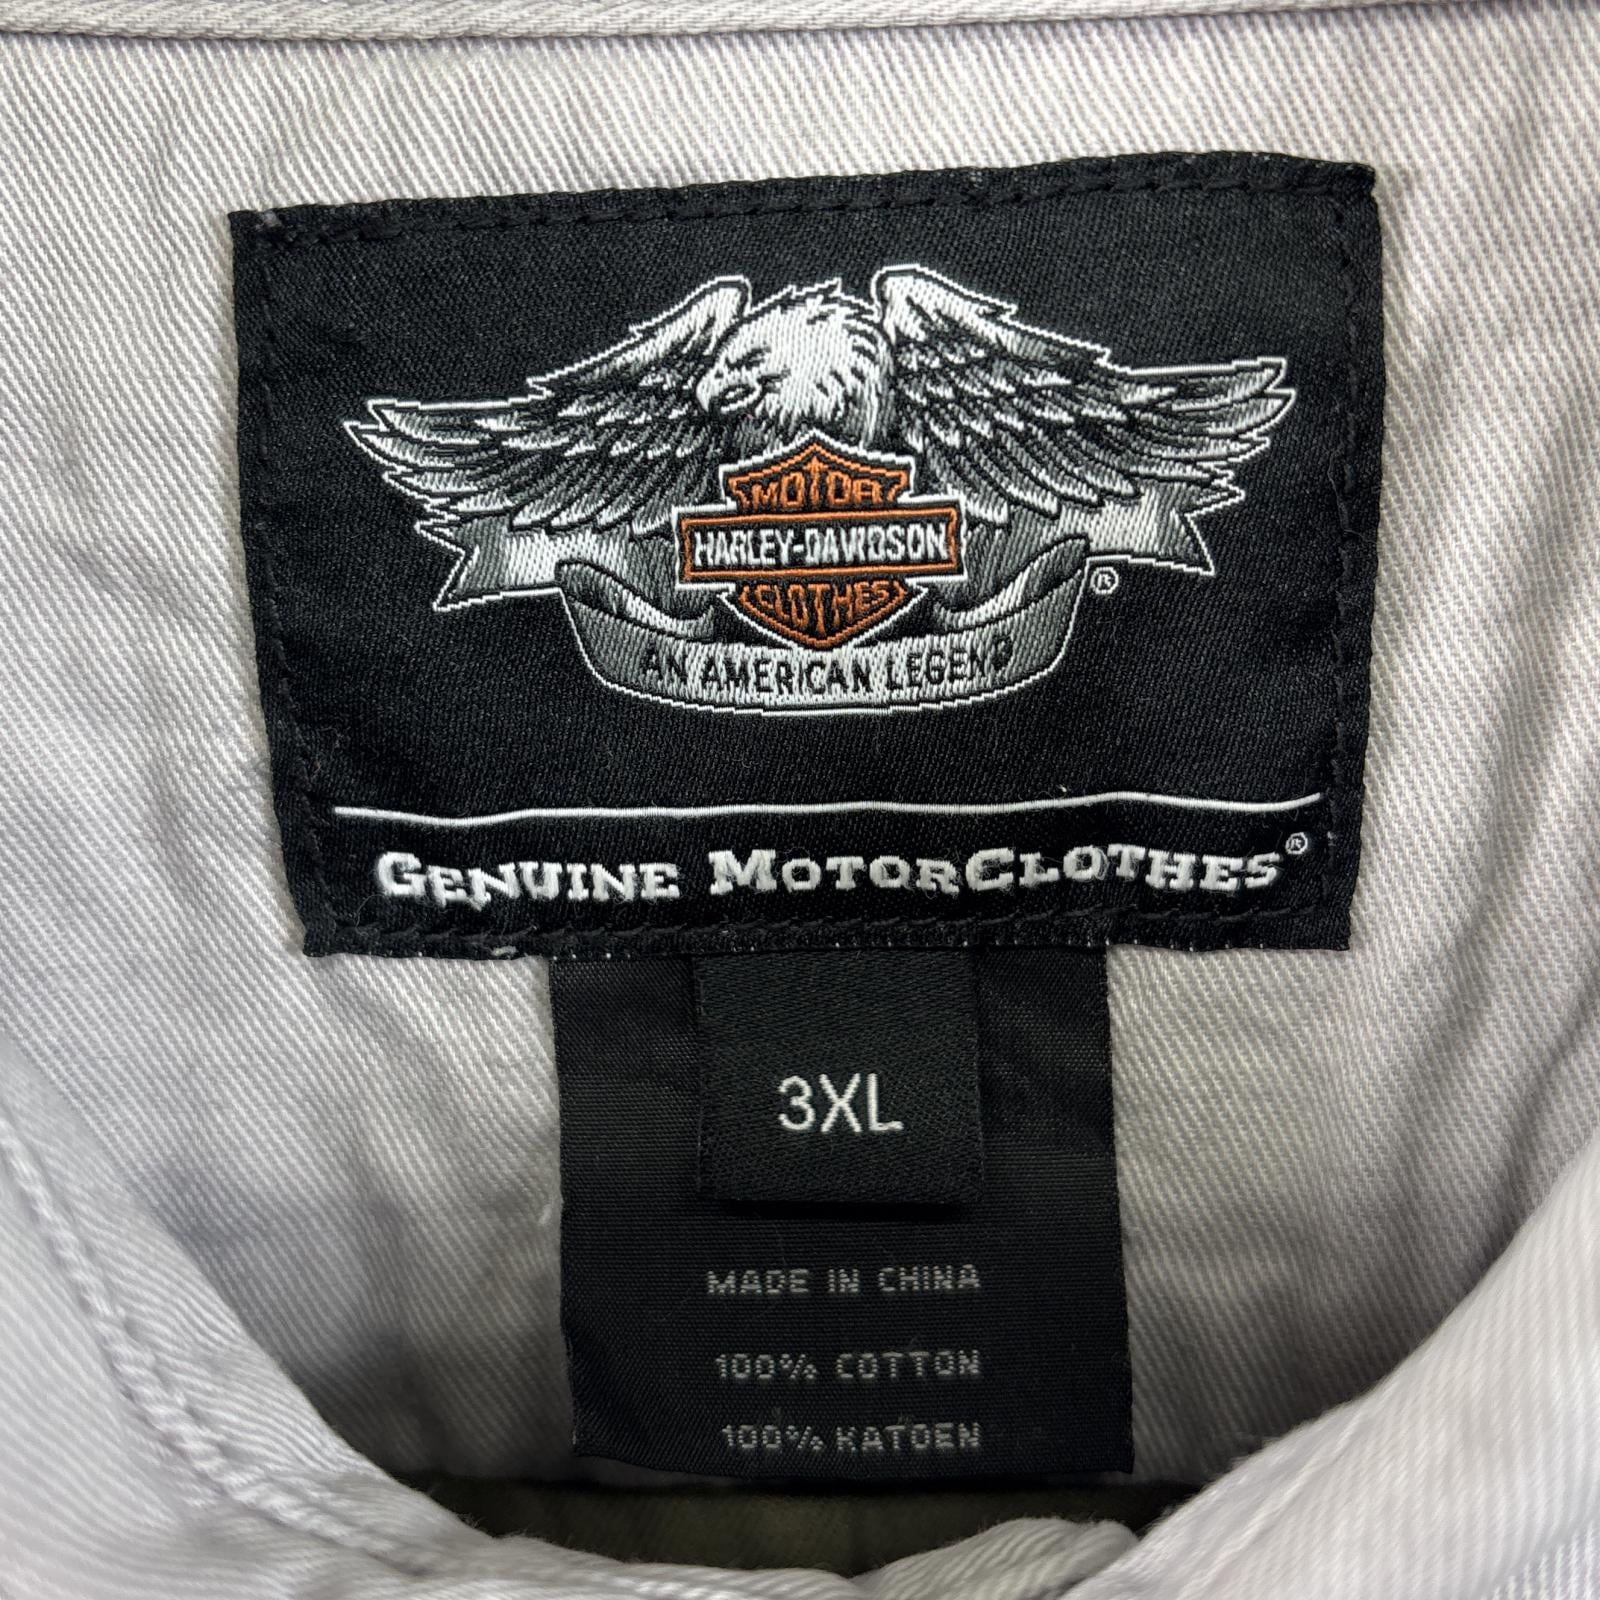 MOTOR
HARLEY-DAVIDSON
CLOTHES
®
AN AMERICAN LEGEND
GENUINE MOTORCLOTHES®
3XL
MADE IN CHINA
100% COTTON
100% KATOEN